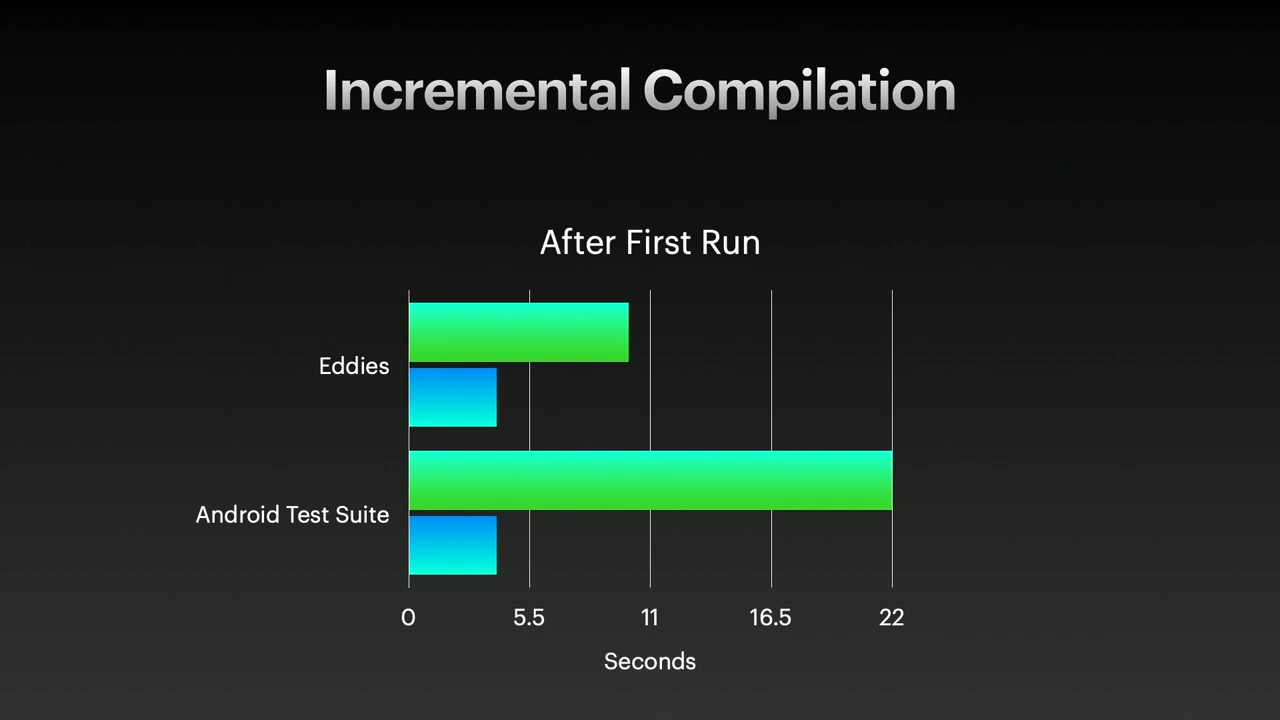 Incremental Compilation
After First Run
Eddies
Android Test Suite
0 5.5 11 16.5 22
Seconds